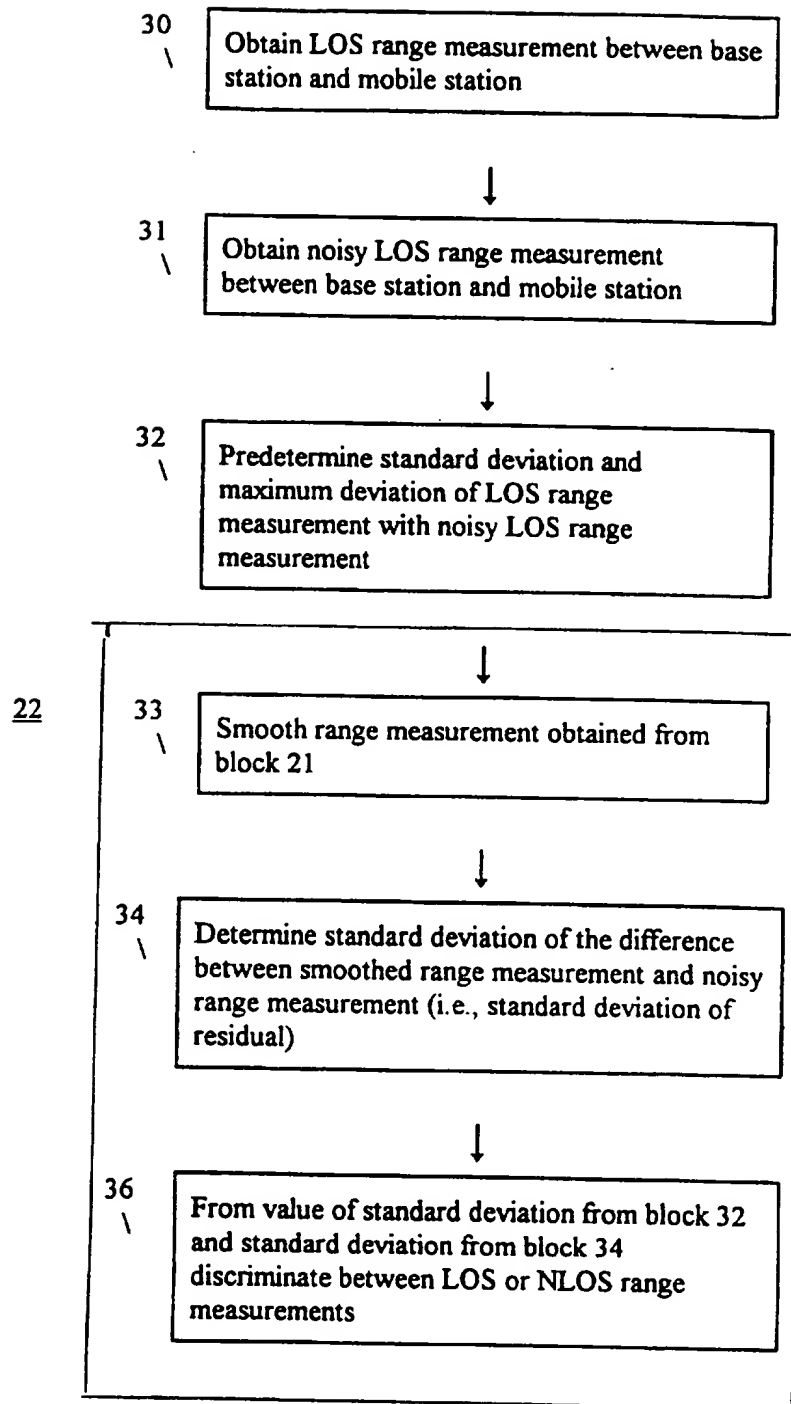 30
Obtain LOS range measurement between base
station and mobile station
31
Obtain noisy LOS range measurement
between base station and mobile station
32
Predetermine standard deviation and
maximum deviation of LOS range
measurement with noisy LOS range
measurement
22
33
Smooth range measurement obtained from
block 21
34
Determine standard deviation of the difference
between smoothed range measurement and noisy
range measurement (i.e., standard deviation of
residual)
36
From value of standard deviation from block 32
and standard deviation from block 34
discriminate between LOS or NLOS range
measurements